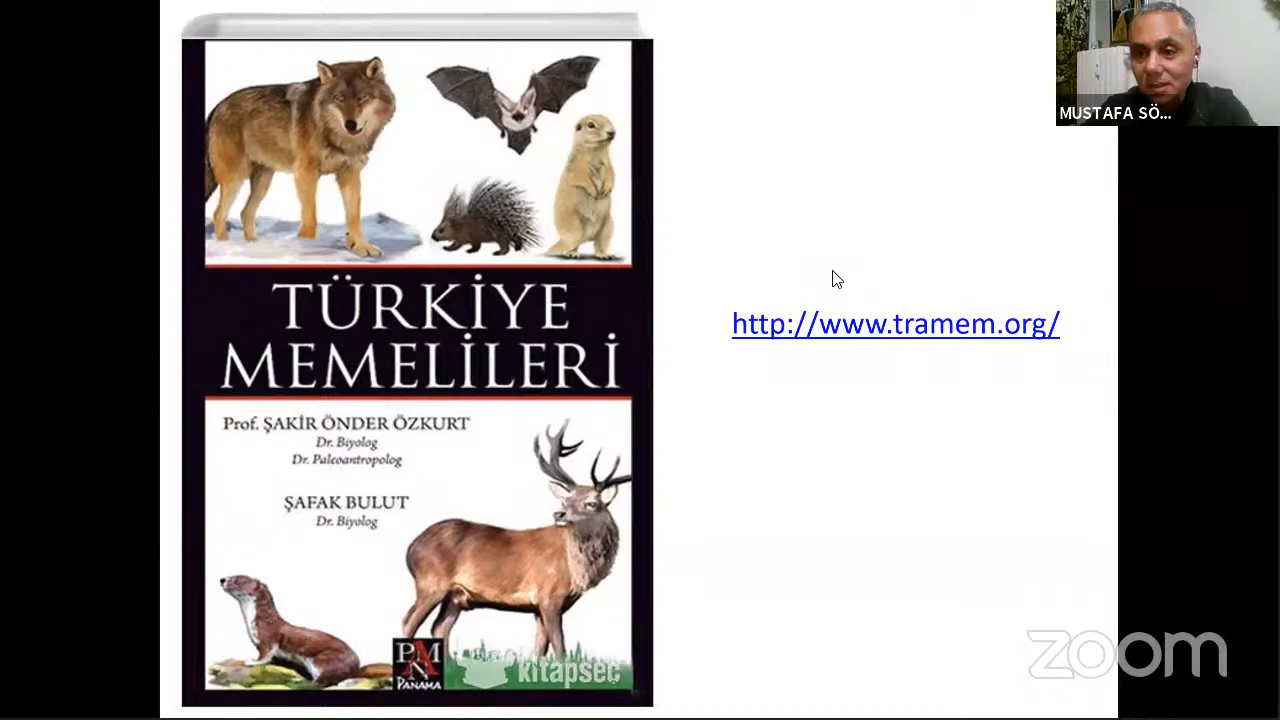 TÜRKİYE
MEMELİLERİ
Prof. ŞAKİR ÖNDER ÖZKURT
Dr. Biyolog
Dr. Paleoantropolog
ŞAFAK BULUT
Dr. Biyolog
PMN
PANAMA
kitapseç
http://www.tramem.org/
MUSTAFA SÖ...
zoom